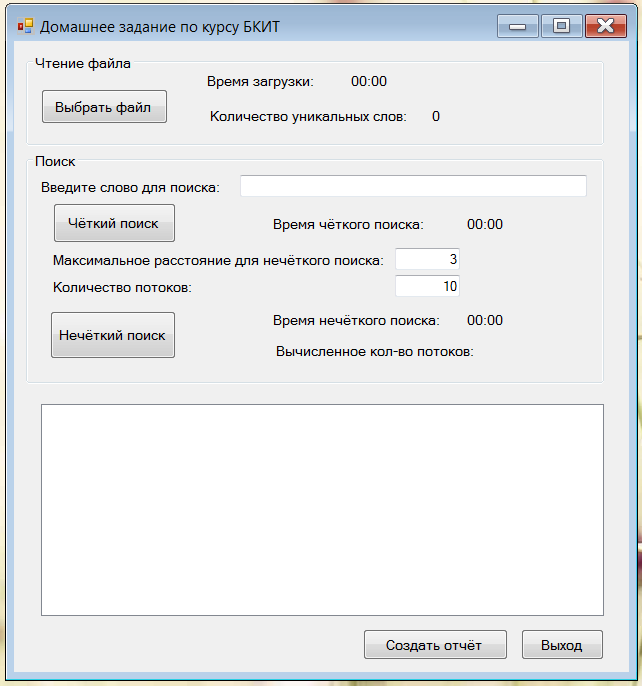 Домашнее задание по курсу БКИТ
Чтение файла
Время загрузки: 00:00
Выбрать файл
Количество уникальных слов: 0
Поиск
Введите слово для поиска:
Чёткий поиск Время чёткого поиска: 00:00
Максимальное расстояние для нечёткого поиска: 3
Количество потоков: 10
Время нечёткого поиска: 00:00
Нечёткий поиск
Вычисленное кол-во потоков:
Создать отчёт Выход